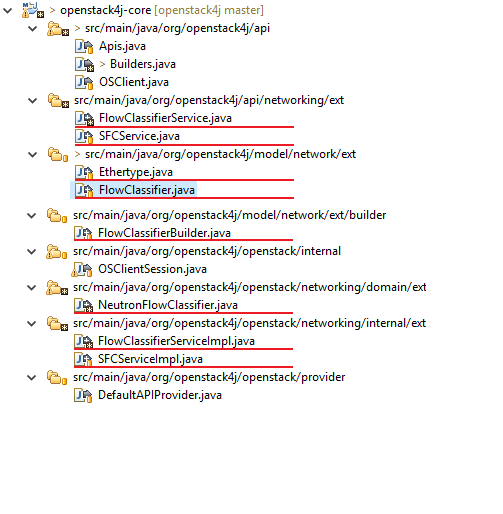 > openstack4j-core [openstack4j master]
> src/main/java/org/openstack4j/api
Apis.java
> Builders.java
OSClient.java
src/main/java/org/openstack4j/api/networking/ext
FlowClassifierService.java
SFCService.java
> src/main/java/org/openstack4j/model/network/ext
Ethertype.java
FlowClassifier.java
src/main/java/org/openstack4j/model/network/ext/builder
FlowClassifierBuilder.java
src/main/java/org/openstack4j/openstack/internal
OSClientSession.java
src/main/java/org/openstack4j/openstack/networking/domain/ext
NeutronFlowClassifier.java
src/main/java/org/openstack4j/openstack/networking/internal/ext
FlowClassifierServiceImpl.java
SFCServiceImpl.java
src/main/java/org/openstack4j/openstack/provider
DefaultAPIProvider.java